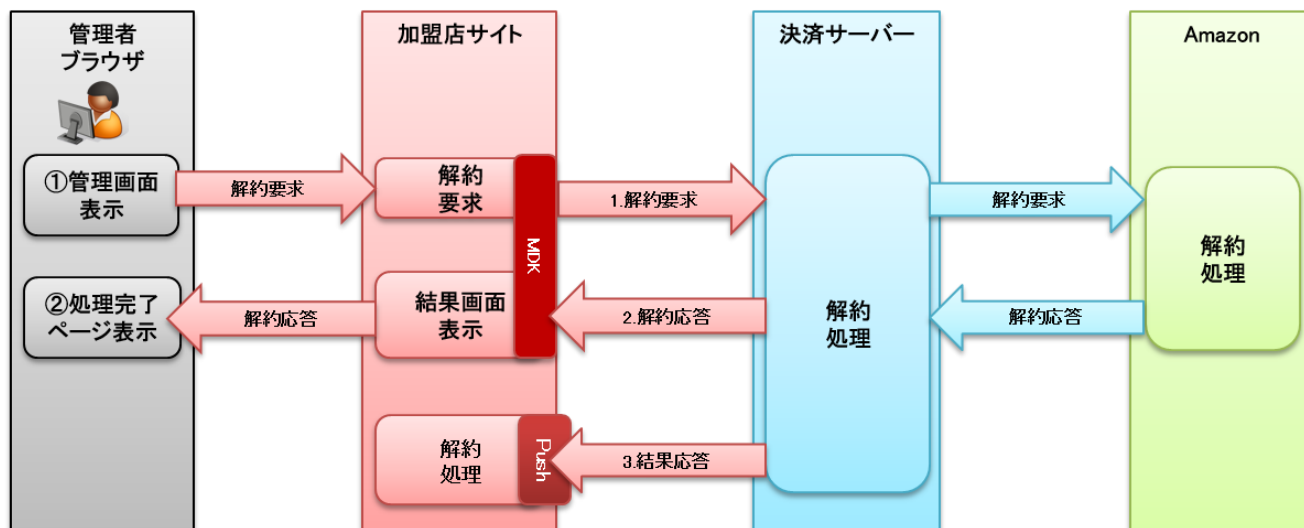 管理者
ブラウザ
加盟店サイト
決済サーバー
Amazon
①管理画面
表示
解約要求
解約
要求
1.解約要求
解約要求
MDK
解約
処理
解約
処理
②処理完了
ページ表示
解約応答
結果画面
表示
2.解約応答
解約応答
解約
処理
Push
3.結果応答